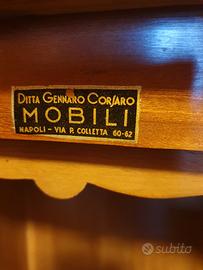 DITTA GENNARO CORSARO
MOBILI
NAPOLI - VIA P. COLLETTA 60-62
subito